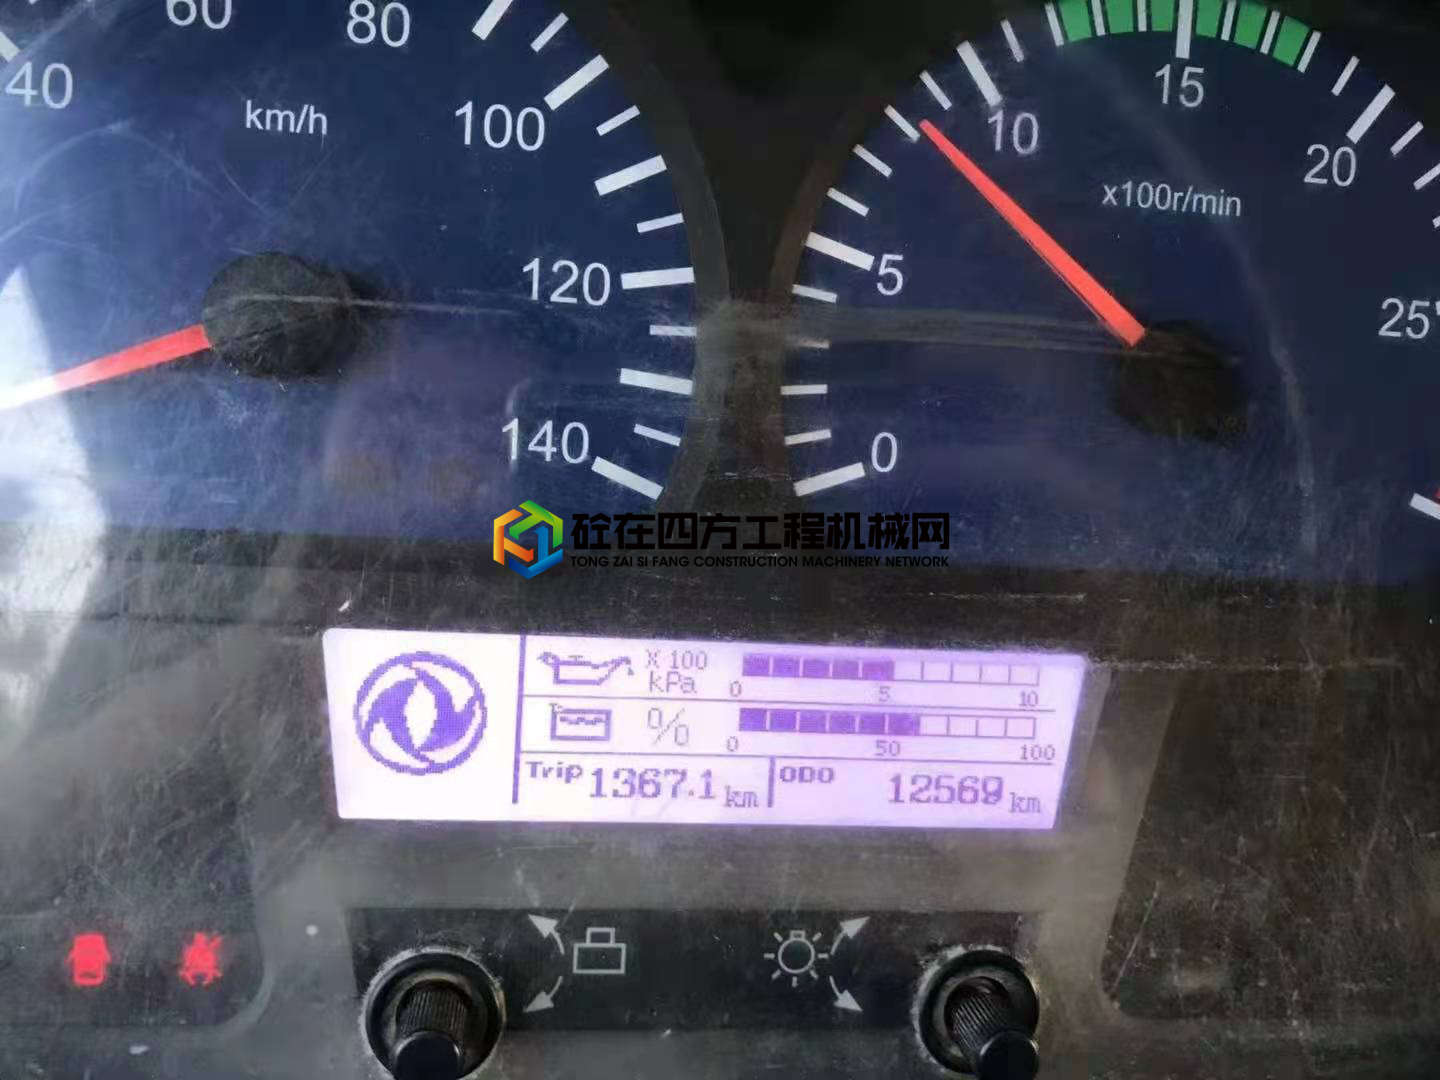 40
60
80
km/h
100
120
140
0
5
10
15
20
25
x100r/min
砼在四方工程机械网
TONG ZAI SI FANG CONSTRUCTION MACHINERY NETWORK
X 100
kPa
0 5 10
%
0 50 100
Trip 1367.1 km
ODO 12569 km